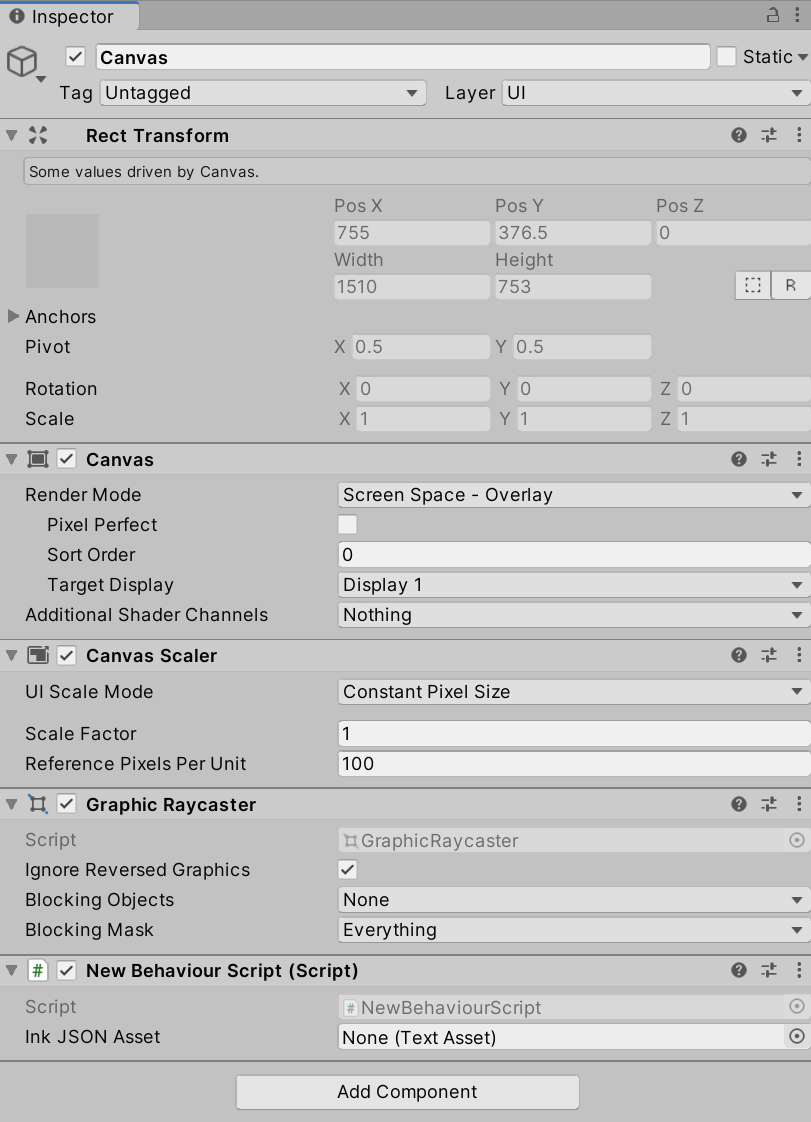 Inspector
Canvas
Static
Tag Untagged Layer UI
Rect Transform
Some values driven by Canvas.
Pos X Pos Y Pos Z
755 376.5 0
Width Height
1510 753 R
Anchors
Pivot X 0.5 Y 0.5
Rotation X 0 Y 0 Z 0
Scale X 1 Y 1 Z 1
Canvas
Render Mode Screen Space - Overlay
Pixel Perfect
Sort Order 0
Target Display Display 1
Additional Shader Channels Nothing
Canvas Scaler
UI Scale Mode Constant Pixel Size
Scale Factor 1
Reference Pixels Per Unit 100
Graphic Raycaster
Script GraphicRaycaster
Ignore Reversed Graphics
Blocking Objects None
Blocking Mask Everything
# New Behaviour Script (Script)
Script # NewBehaviourScript
Ink JSON Asset None (Text Asset)
Add Component